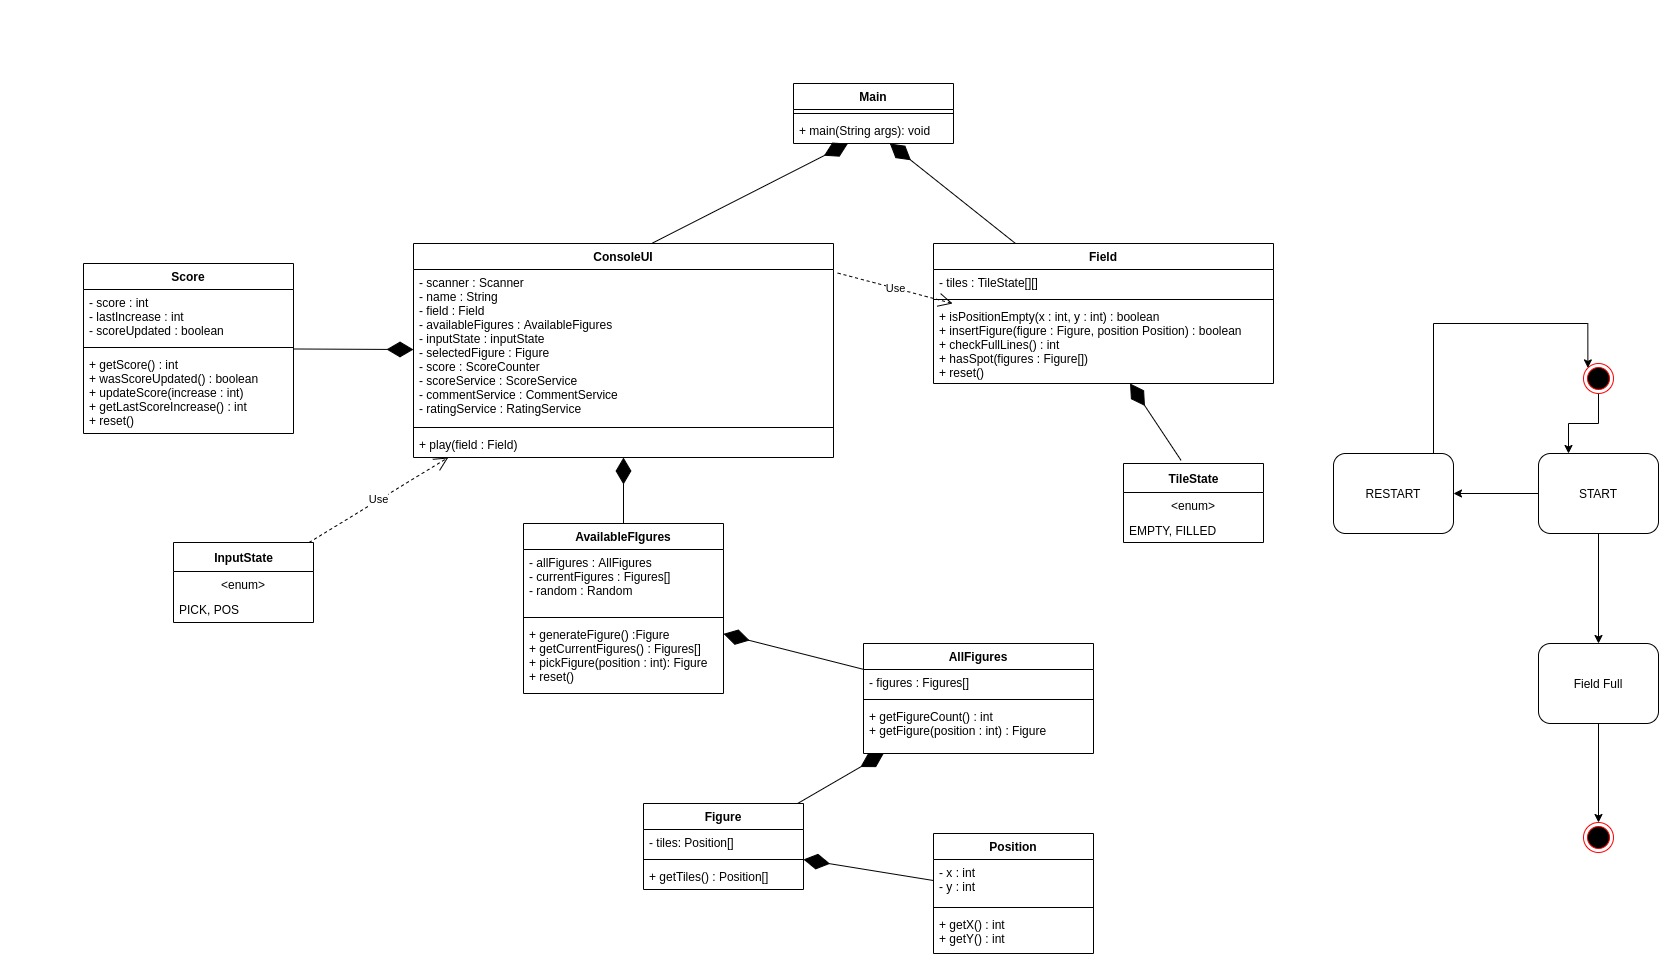 Main
+ main(String args): void
Score
- score : int
- lastIncrease : int
- scoreUpdated : boolean
+ getScore() : int
+ wasScoreUpdated() : boolean
+ updateScore(increase : int)
+ getLastScoreIncrease() : int
+ reset()
ConsoleUI
- scanner : Scanner
- name : String
- field : Field
- availableFigures : AvailableFigures
- inputState : inputState
- selectedFigure : Figure
- score : ScoreCounter
- scoreService : ScoreService
- commentService : CommentService
- ratingService : RatingService
+ play(field : Field)
Use
Field
- tiles : TileState[][]
+ isPositionEmpty(x : int, y : int) : boolean
+ insertFigure(figure : Figure, position Position) : boolean
+ checkFullLines() : int
+ hasSpot(figures : Figure[])
+ reset()
Use
InputState
<enum>
PICK, POS
TileState
<enum>
EMPTY, FILLED
AvailableFIgures
- allFigures : AllFigures
- currentFigures : Figures[]
- random : Random
+ generateFigure() :Figure
+ getCurrentFigures() : Figures[]
+ pickFigure(position : int): Figure
+ reset()
AllFigures
- figures : Figures[]
+ getFigureCount() : int
+ getFigure(position : int) : Figure
Figure
- tiles: Position[]
+ getTiles() : Position[]
Position
- x : int
- y : int
+ getX() : int
+ getY() : int
RESTART
START
Field Full